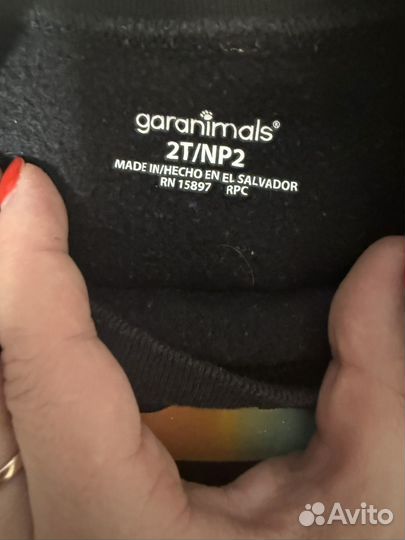 garanimals®
2T/NP2
MADE IN/HECHO EN EL SALVADOR
RN 15897 RPC
Avito